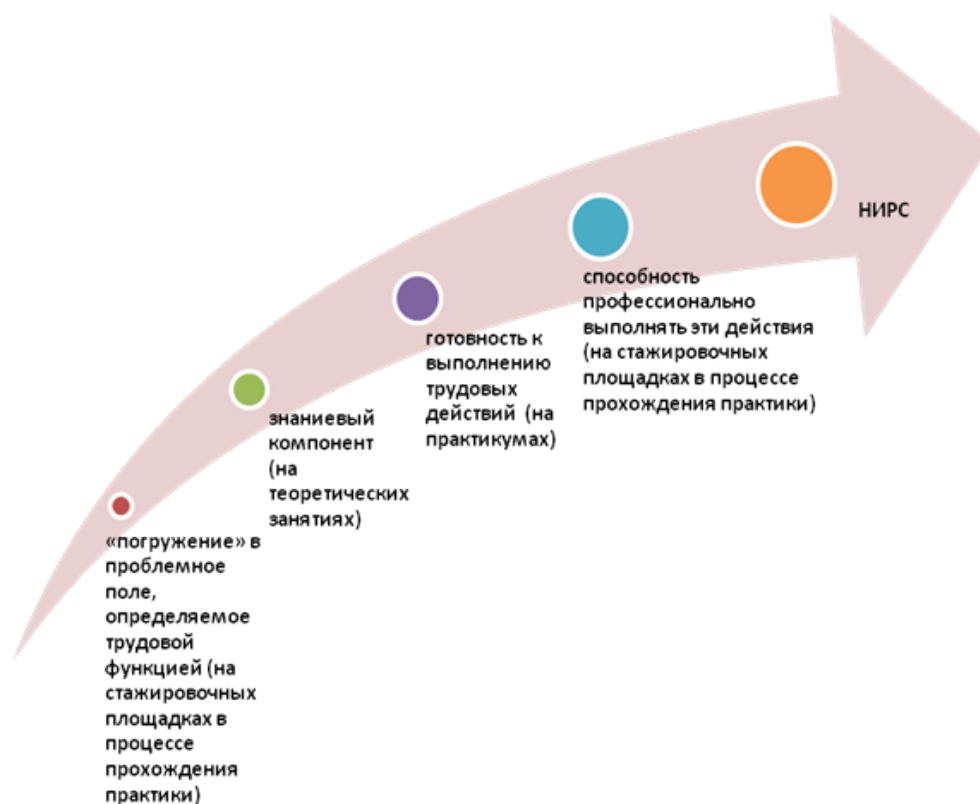 «погружение» в
проблемное
поле,
определяемое
трудовой
функцией (на
стажировочных
площадках в
процессе
прохождения
практики)
знаниевый
компонент
(на
теоретических
занятиях)
готовность к
выполнению
трудовых
действий (на
практикумах)
способность
профессионально
выполнять эти действия
(на стажировочных
площадках в процессе
прохождения практики)
НИРС